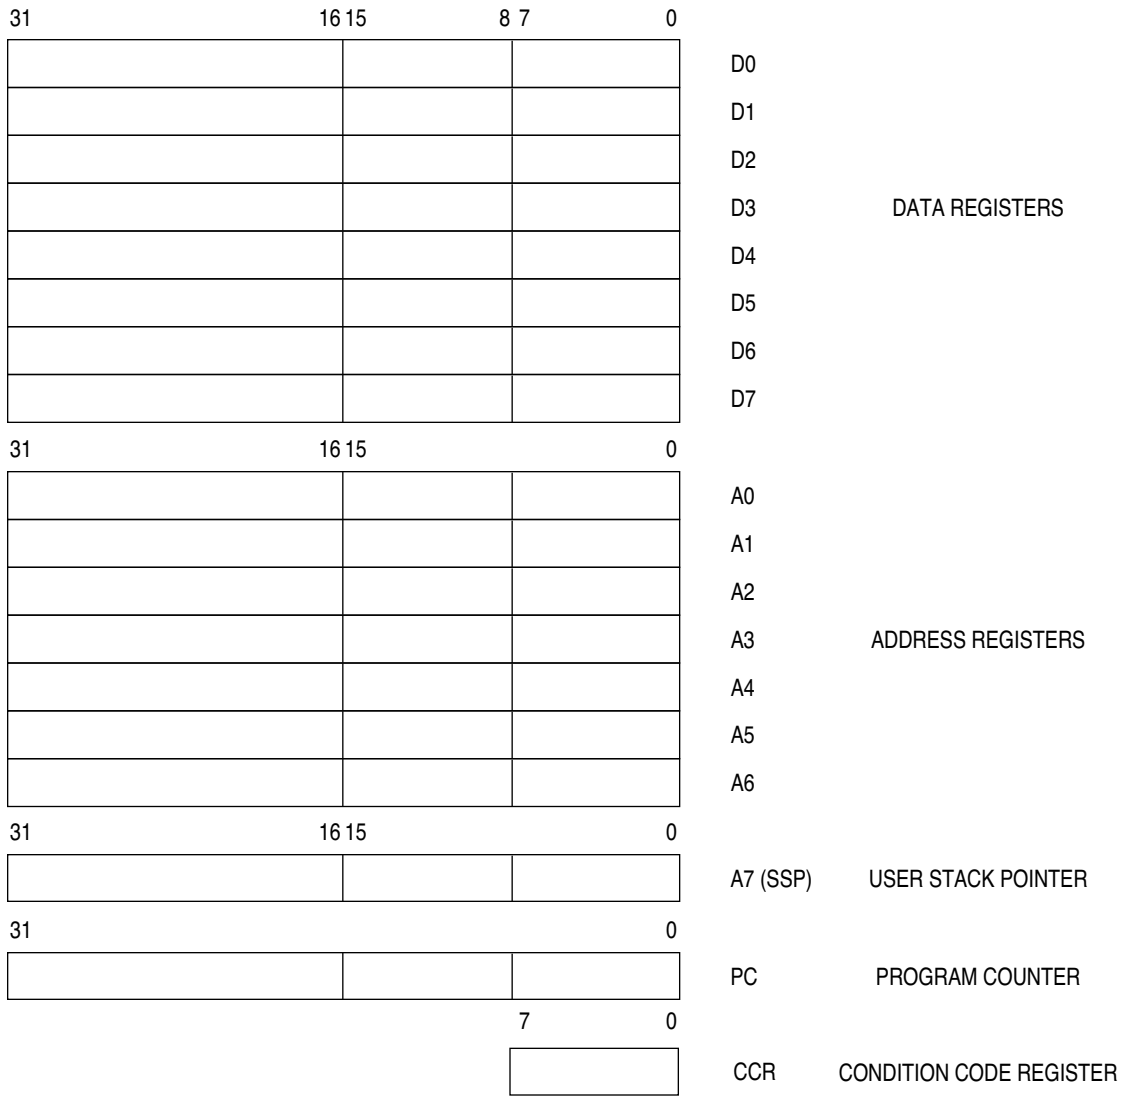 31 16 15 8 7 0
D0
D1
D2
D3 DATA REGISTERS
D4
D5
D6
D7
31 16 15 0
A0
A1
A2
A3 ADDRESS REGISTERS
A4
A5
A6
31 16 15 0
A7 (SSP) USER STACK POINTER
31 0
PC PROGRAM COUNTER
7 0
CCR CONDITION CODE REGISTER